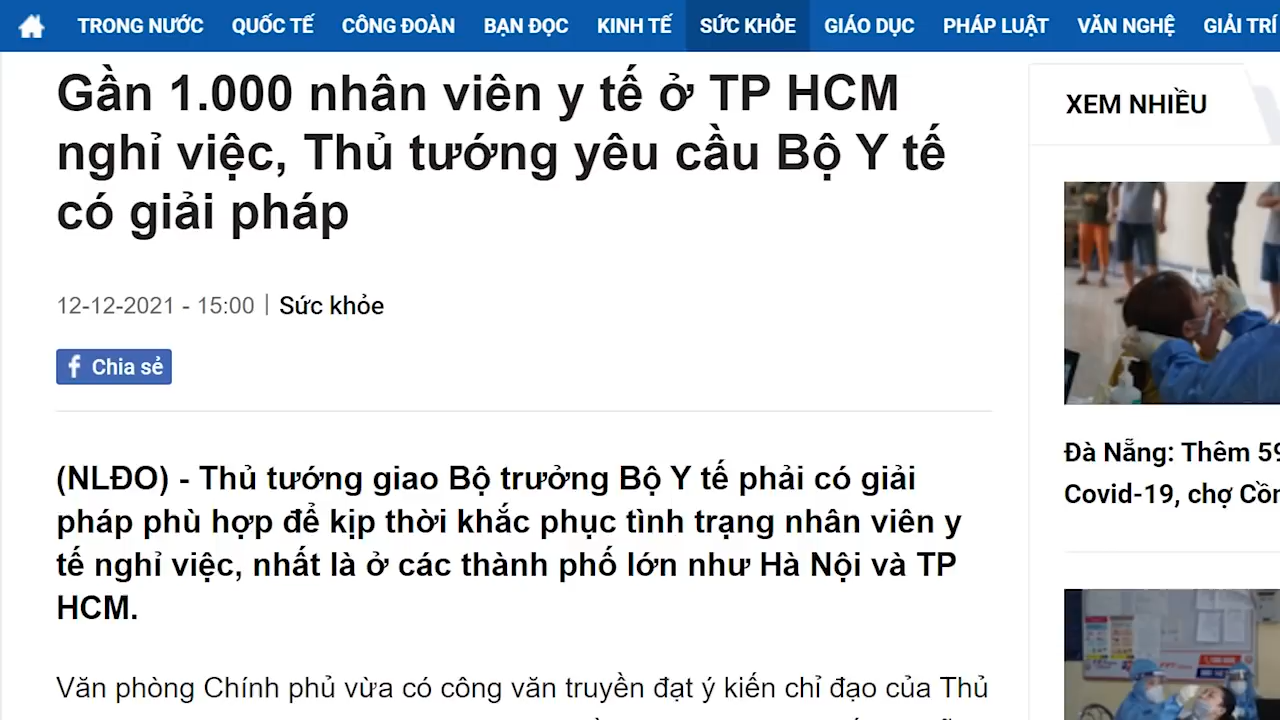 TRONG NƯỚC QUỐC TẾ CÔNG ĐOÀN BẠN ĐỌC KINH TẾ SỨC KHỎE GIÁO DỤC PHÁP LUẬT VĂN NGHỆ GIẢI TRÍ
Gần 1.000 nhân viên y tế ở TP HCM
nghỉ việc, Thủ tướng yêu cầu Bộ Y tế
có giải pháp
12-12-2021 - 15:00 | Sức khỏe
Chia sẻ
(NLĐO) - Thủ tướng giao Bộ trưởng Bộ Y tế phải có giải
pháp phù hợp để kịp thời khắc phục tình trạng nhân viên y
tế nghỉ việc, nhất là ở các thành phố lớn như Hà Nội và TP
HCM.
Văn phòng Chính phủ vừa có công văn truyền đạt ý kiến chỉ đạo của Thủ
XEM NHIỀU
Đà Nẵng: Thêm 59
Covid-19, chợ Cồn